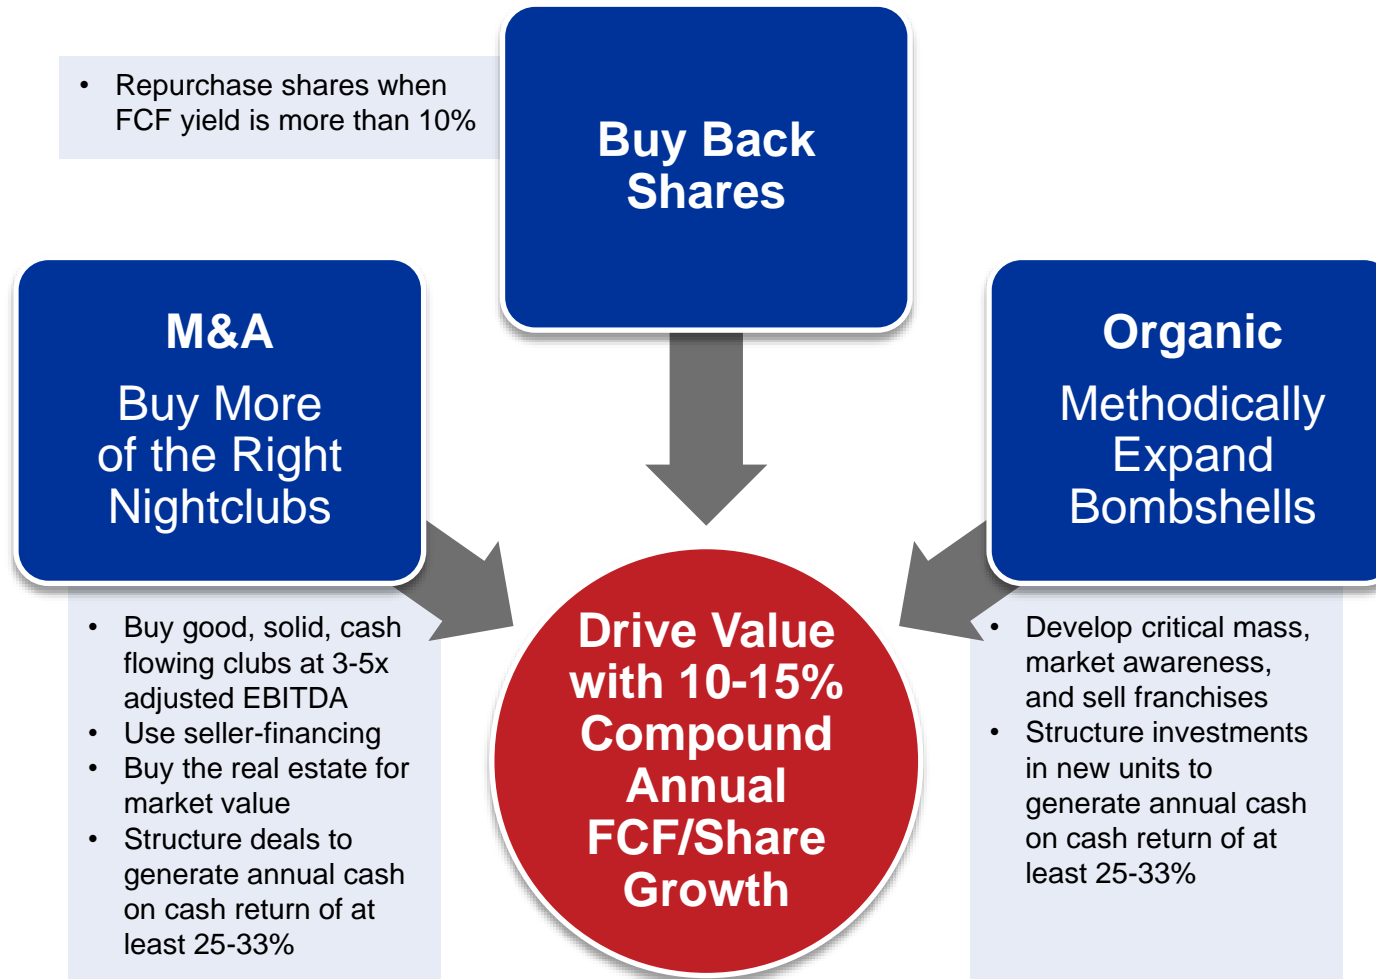 • Repurchase shares when
FCF yield is more than 10%
Buy Back
Shares
M&A
Buy More
of the Right
Nightclubs
• Buy good, solid, cash
flowing clubs at 3-5x
adjusted EBITDA
• Use seller-financing
• Buy the real estate for
market value
• Structure deals to
generate annual cash
on cash return of at
least 25-33%
Organic
Methodically
Expand
Bombshells
• Develop critical mass,
market awareness,
and sell franchises
• Structure investments
in new units to
generate annual cash
on cash return of at
least 25-33%
Drive Value
with 10-15%
Compound
Annual
FCF/Share
Growth